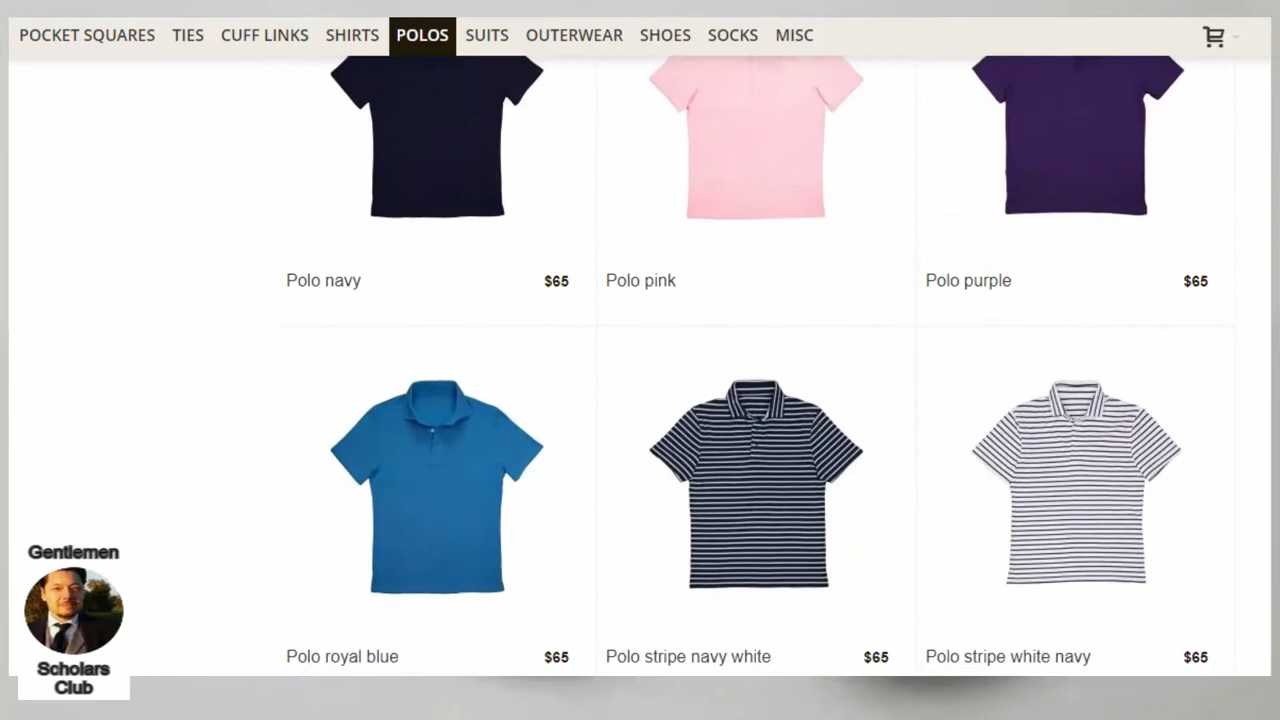 POCKET SQUARES TIES CUFF LINKS SHIRTS POLOS SUITS OUTERWEAR SHOES SOCKS MISC
Polo navy $65 Polo pink Polo purple $65
Polo royal blue $65 Polo stripe navy white $65 Polo stripe white navy $65
Gentlemen
Scholars
Club